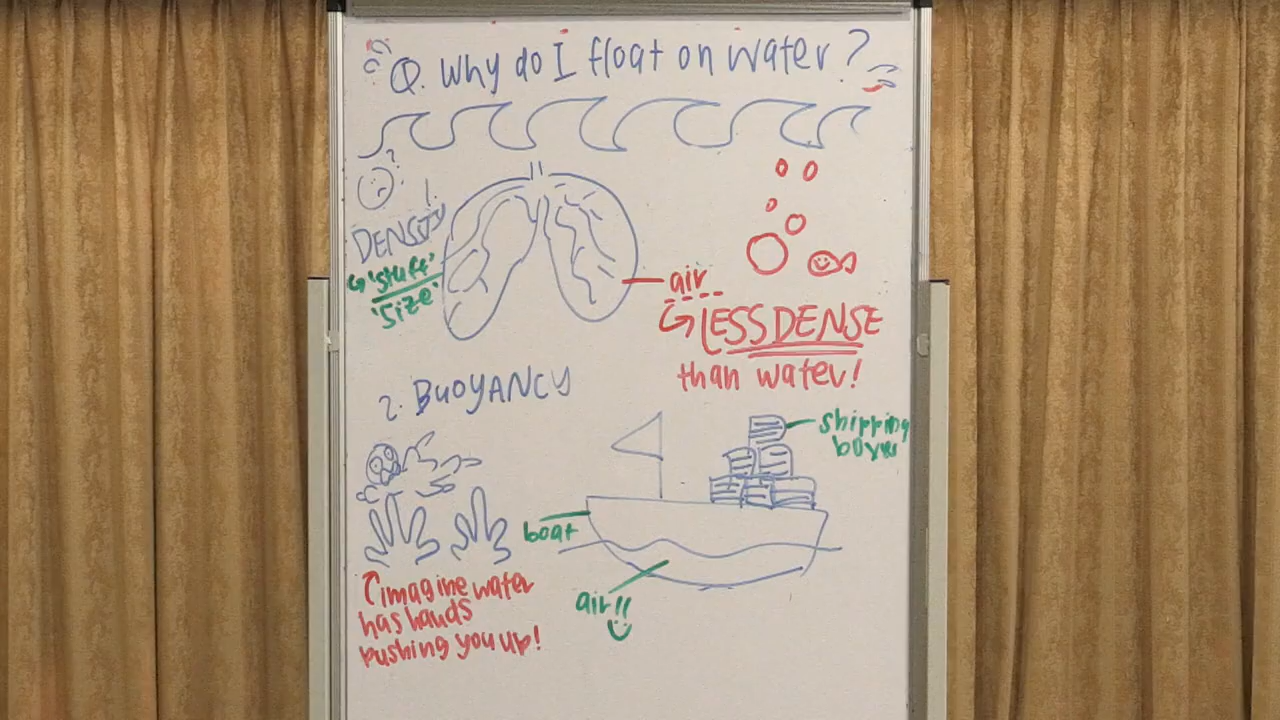 Q. Why do I float on water?
?
1.
DENSITY
↳ 'stuff'
'size'
air
↳ LESS DENSE
than water!
2. BUOYANCY
shipping
boat
air!!
imagine water
has hands
pushing you up!